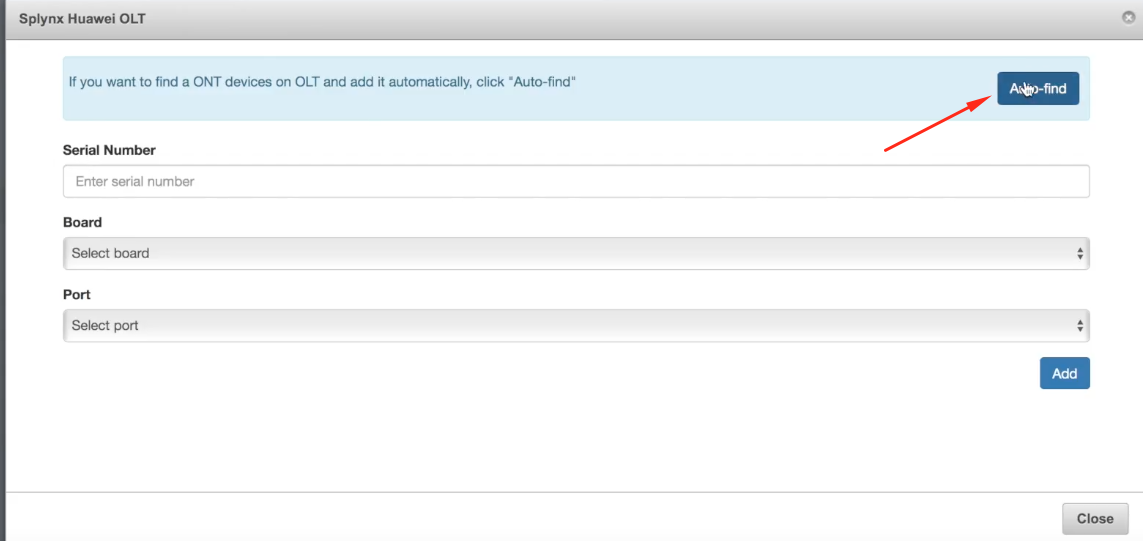 Splynx Huawei OLT
If you want to find a ONT devices on OLT and add it automatically, click "Auto-find"
Auto-find
Serial Number
Enter serial number
Board
Select board
Port
Select port
Add
Close